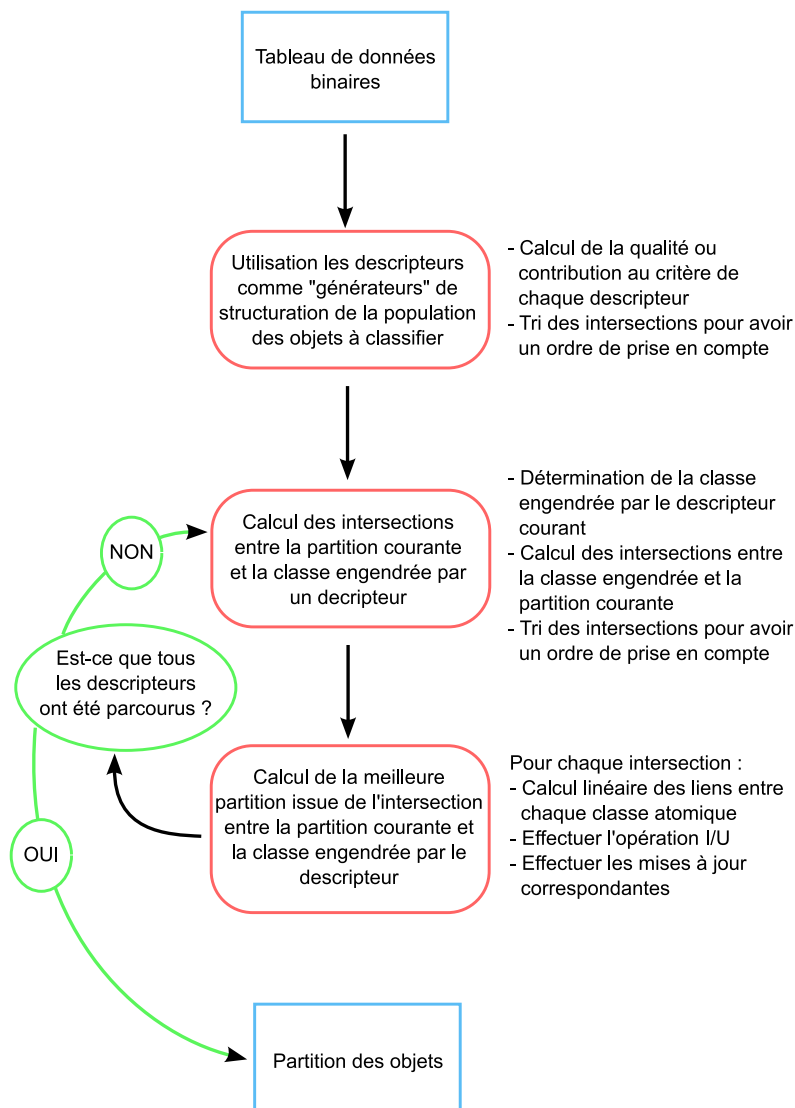 Tableau de données
binaires
Utilisation les descripteurs
comme "générateurs" de
structuration de la population
des objets à classifier
- Calcul de la qualité ou
contribution au critère de
chaque descripteur
- Tri des intersections pour avoir
un ordre de prise en compte
NON
Calcul des intersections
entre la partition courante
et la classe engendrée par
un decripteur
- Détermination de la classe
engendrée par le descripteur
courant
- Calcul des intersections entre
la classe engendrée et la
partition courante
- Tri des intersections pour avoir
un ordre de prise en compte
Est-ce que tous
les descripteurs
ont été parcourus ?
Calcul de la meilleure
partition issue de l'intersection
entre la partition courante et
la classe engendrée par le
descripteur
Pour chaque intersection :
- Calcul linéaire des liens entre
chaque classe atomique
- Effectuer l'opération I/U
- Effectuer les mises à jour
correspondantes
OUI
Partition des objets